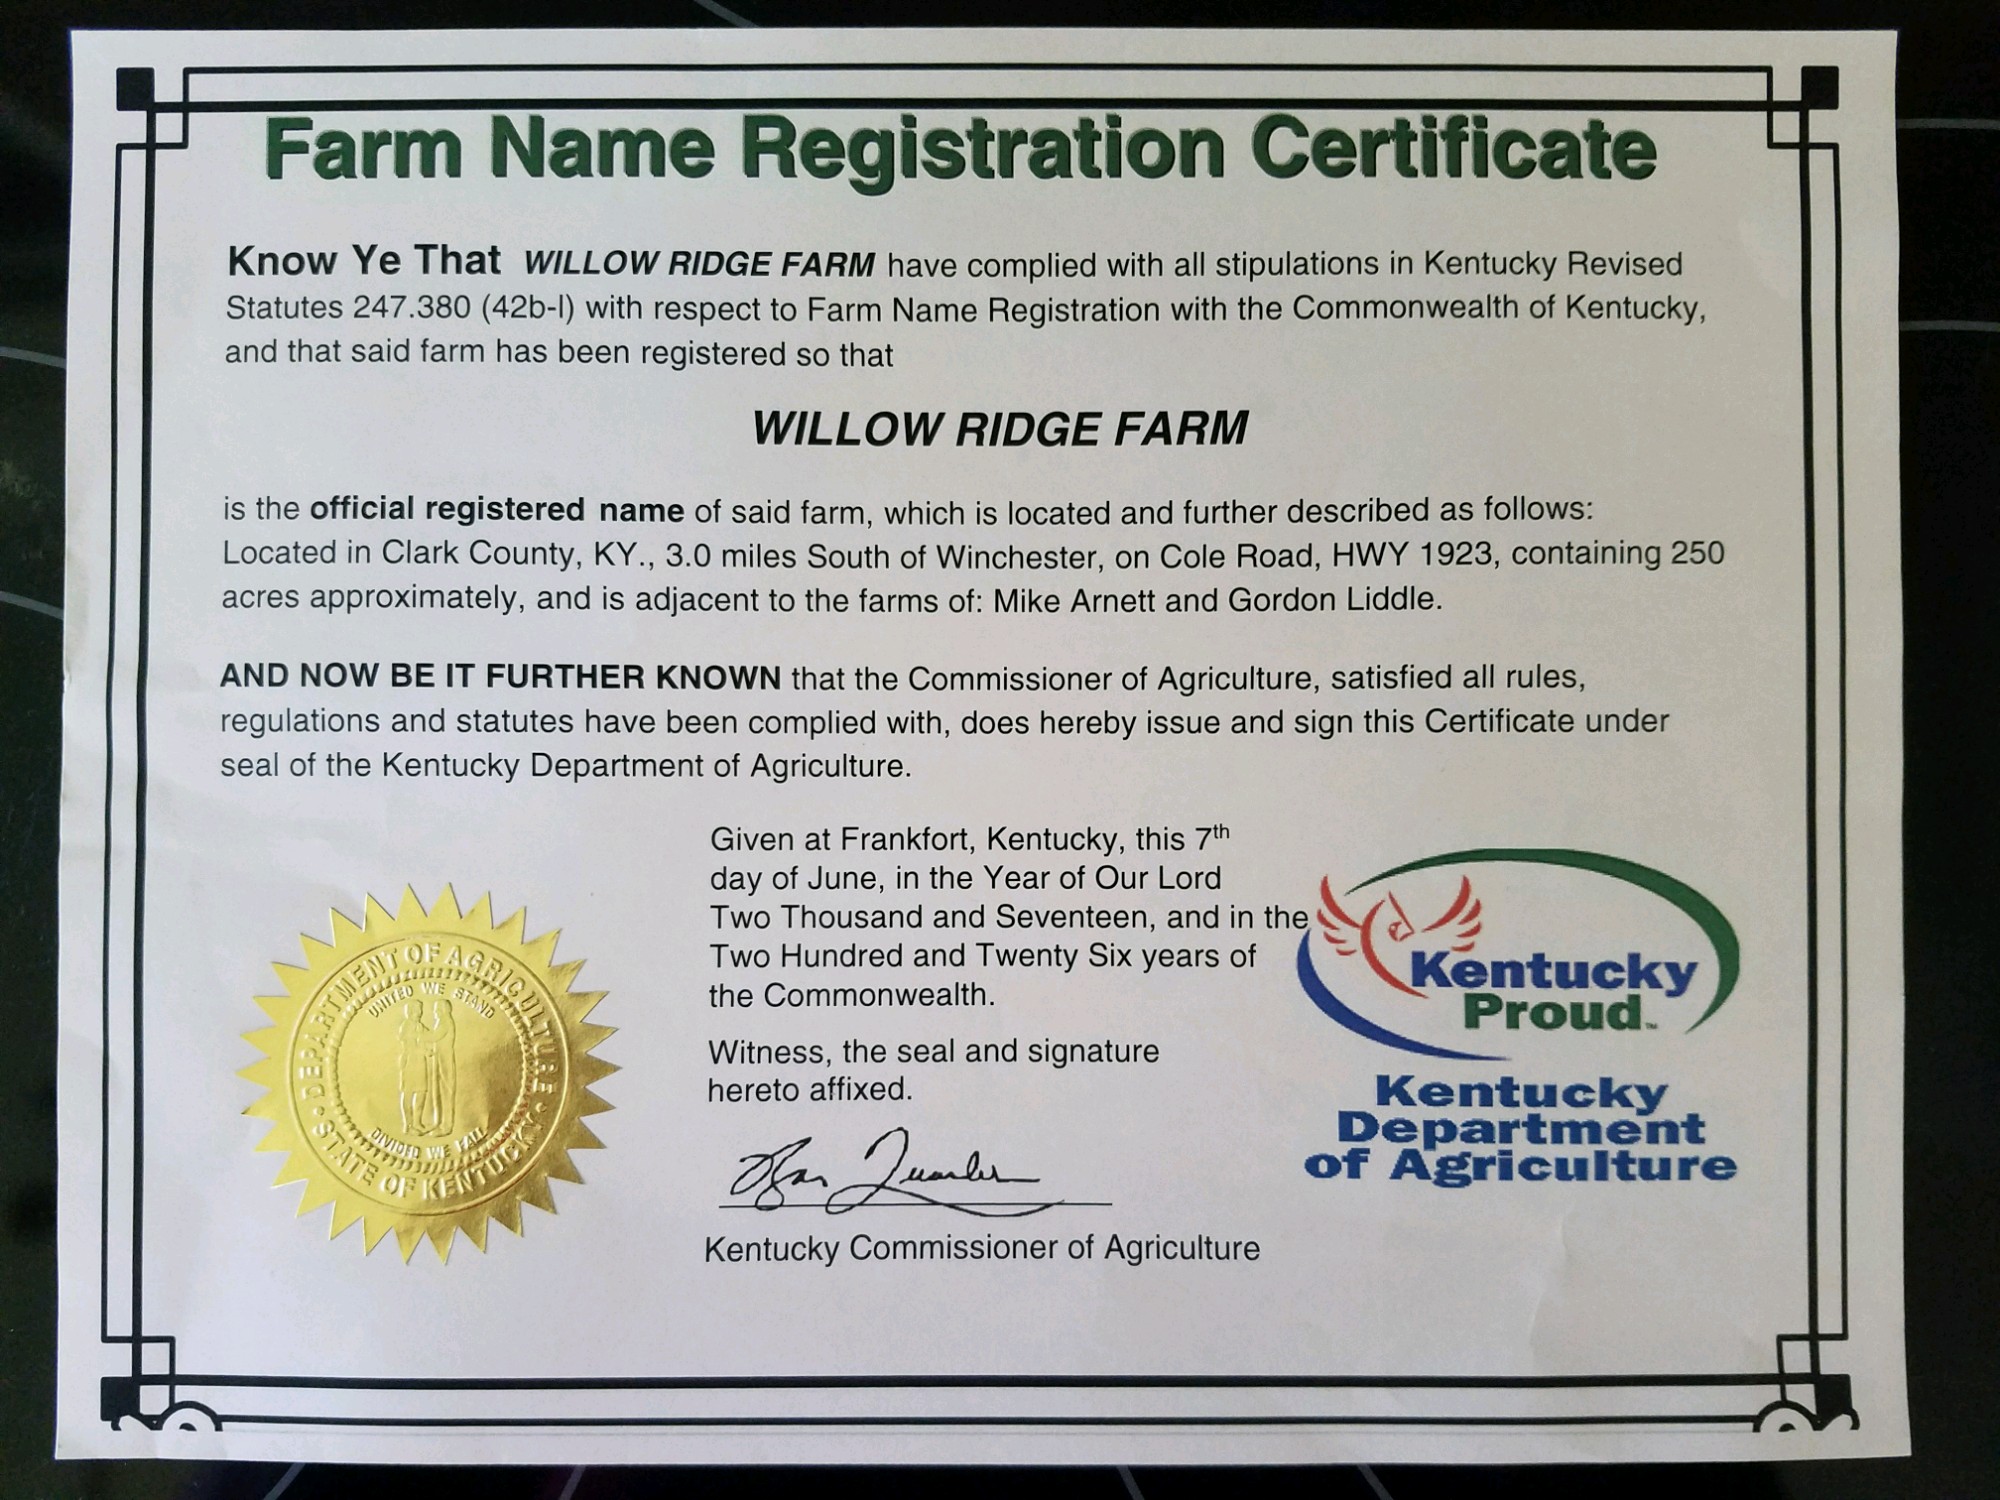 Farm Name Registration Certificate
Know Ye That WILLOW RIDGE FARM have complied with all stipulations in Kentucky Revised
Statutes 247.380 (42b-l) with respect to Farm Name Registration with the Commonwealth of Kentucky,
and that said farm has been registered so that
WILLOW RIDGE FARM
is the official registered name of said farm, which is located and further described as follows:
Located in Clark County, KY., 3.0 miles South of Winchester, on Cole Road, HWY 1923, containing 250
acres approximately, and is adjacent to the farms of: Mike Arnett and Gordon Liddle.
AND NOW BE IT FURTHER KNOWN that the Commissioner of Agriculture, satisfied all rules,
regulations and statutes have been complied with, does hereby issue and sign this Certificate under
seal of the Kentucky Department of Agriculture.
Given at Frankfort, Kentucky, this 7th
day of June, in the Year of Our Lord
Two Thousand and Seventeen, and in the
Two Hundred and Twenty Six years of
the Commonwealth.
Witness, the seal and signature
hereto affixed.
Kentucky Commissioner of Agriculture
DEPARTMENT OF AGRICULTURE
UNITED WE STAND
DIVIDED WE FALL
STATE OF KENTUCKY
Kentucky
Proud™
Kentucky
Department
of Agriculture